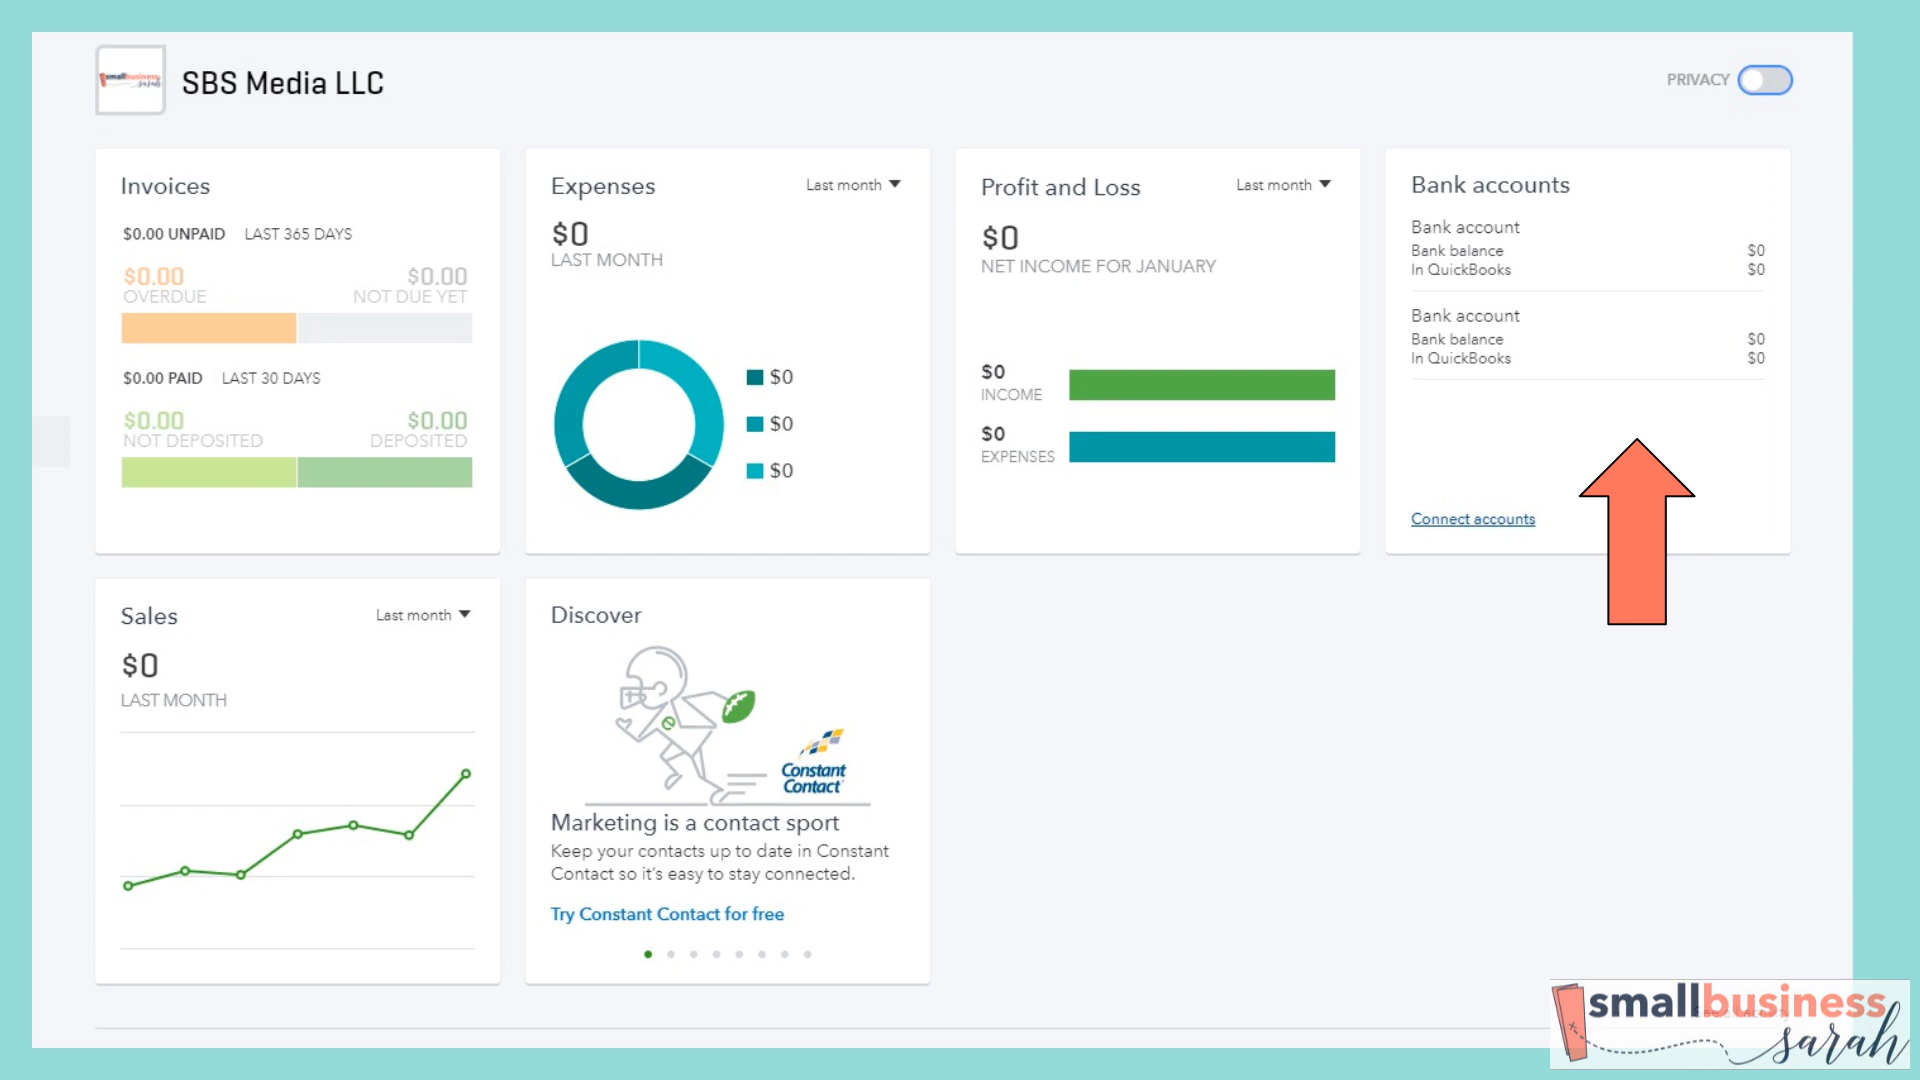 SBS Media LLC
PRIVACY
Invoices
$0.00 UNPAID LAST 365 DAYS
$0.00 $0.00
OVERDUE NOT DUE YET
$0.00 PAID LAST 30 DAYS
$0.00 $0.00
NOT DEPOSITED DEPOSITED
Expenses Last month
$0
LAST MONTH
$0
$0
$0
Profit and Loss Last month
$0
NET INCOME FOR JANUARY
$0
INCOME
$0
EXPENSES
Bank accounts
Bank account
Bank balance $0
In QuickBooks $0
Bank account
Bank balance $0
In QuickBooks $0
Connect accounts
Sales Last month
$0
LAST MONTH
Discover
Constant
Contact
Marketing is a contact sport
Keep your contacts up to date in Constant
Contact so it's easy to stay connected.
Try Constant Contact for free
smallbusiness
sarah